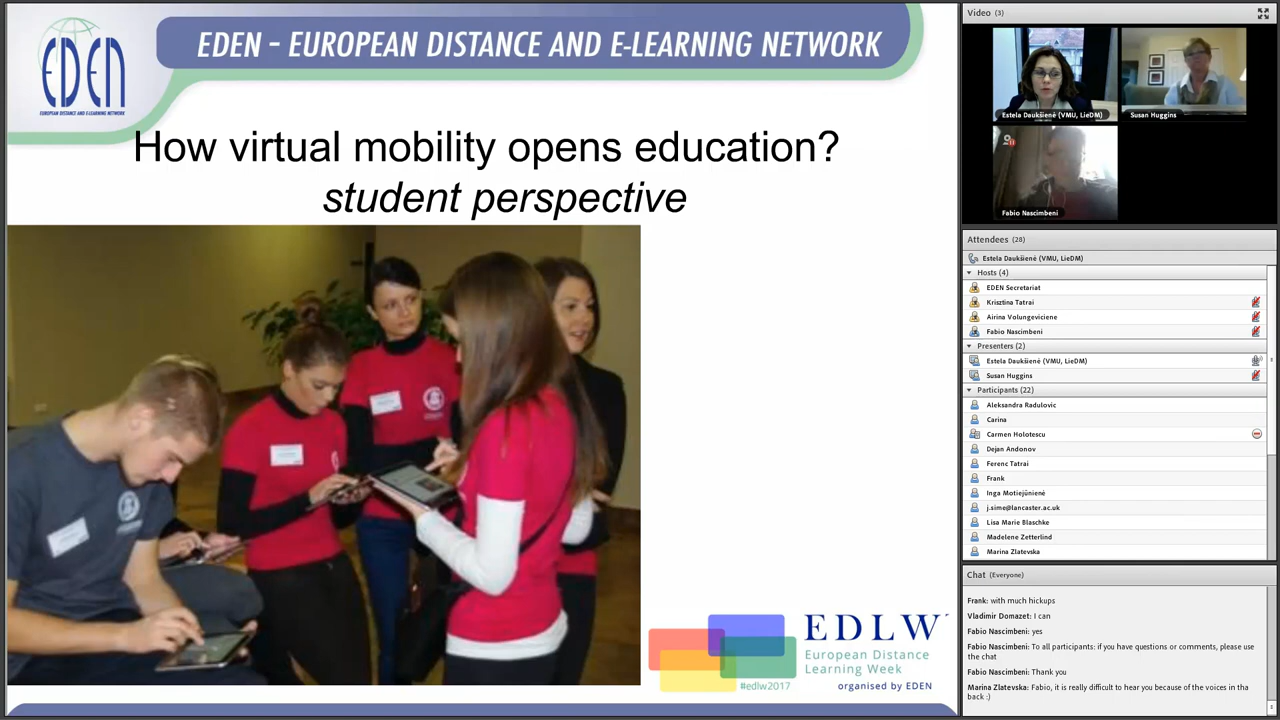 EDEN - EUROPEAN DISTANCE AND E-LEARNING NETWORK
EDEN
EUROPEAN DISTANCE AND E-LEARNING NETWORK
How virtual mobility opens education?
student perspective
EDLW
European Distance
Learning Week
#edlw2017
organised by EDEN
Video (3)
Estela Daukšienė (VMU, LieDM)
Susan Huggins
Fabio Nascimbeni
Attendees (28)
Estela Daukšienė (VMU, LieDM)
Hosts (4)
EDEN Secretariat
Krisztina Tatrai
Airina Volungeviciene
Fabio Nascimbeni
Presenters (2)
Estela Daukšienė (VMU, LieDM)
Susan Huggins
Participants (22)
Aleksandra Radulovic
Carina
Carmen Holotescu
Dejan Andonov
Ferenc Tatrai
Frank
Inga Motiejūnienė
j.sime@lancaster.ac.uk
Lisa Marie Blaschke
Madelene Zetterlind
Marina Zlatevska
Chat (Everyone)
Frank: with much hickups
Vladimir Domazet: I can
Fabio Nascimbeni: yes
Fabio Nascimbeni: To all participants: if you have questions or comments, please use
the chat
Fabio Nascimbeni: Thank you
Marina Zlatevska: Fabio, it is really difficult to hear you because of the voices in tha
back :)